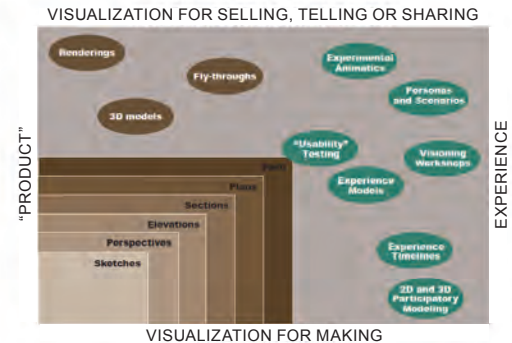 VISUALIZATION FOR SELLING, TELLING OR SHARING
Renderings
Fly-throughs
3D models
Experimental
Animatics
Personas
and Scenarios
"Usability"
Testing
Visioning
Workshops
Experience
Models
Experience
Timelines
2D and 3D
Participatory
Modeling
Plans
Sections
Elevations
Perspectives
Sketches
"PRODUCT"
EXPERIENCE
VISUALIZATION FOR MAKING